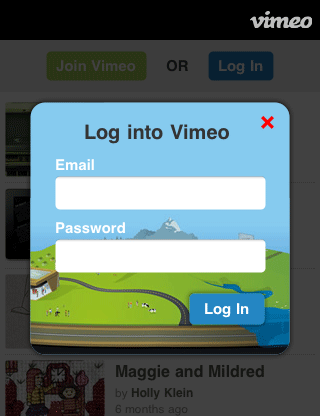 vimeo
Join Vimeo OR Log In
Log into Vimeo
Email
Password
Log In
Maggie and Mildred
by Holly Klein
6 months ago